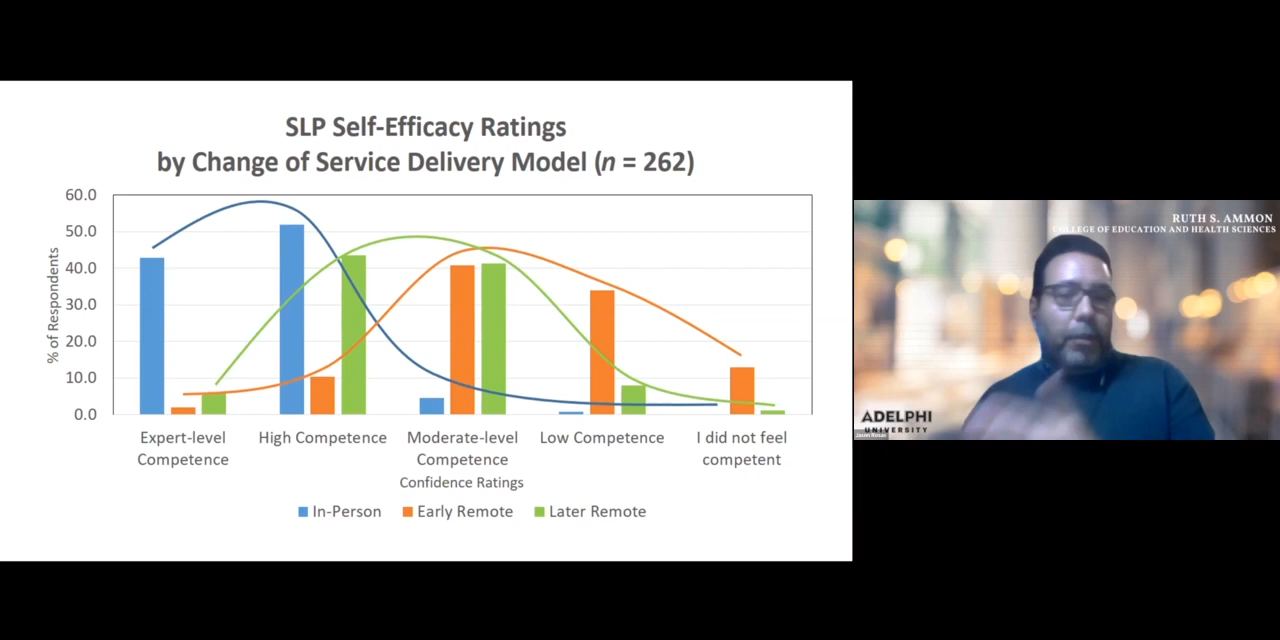 SLP Self-Efficacy Ratings
by Change of Service Delivery Model (n = 262)
60.0
50.0
40.0
30.0
20.0
10.0
0.0
% of Respondents
Expert-level
Competence
High Competence
Moderate-level
Competence
Low Competence
I did not feel
competent
Confidence Ratings
In-Person
Early Remote
Later Remote
RUTH S. AMMON
COLLEGE OF EDUCATION AND HEALTH SCIENCES
ADELPHI
UNIVERSITY
Jason Rosas